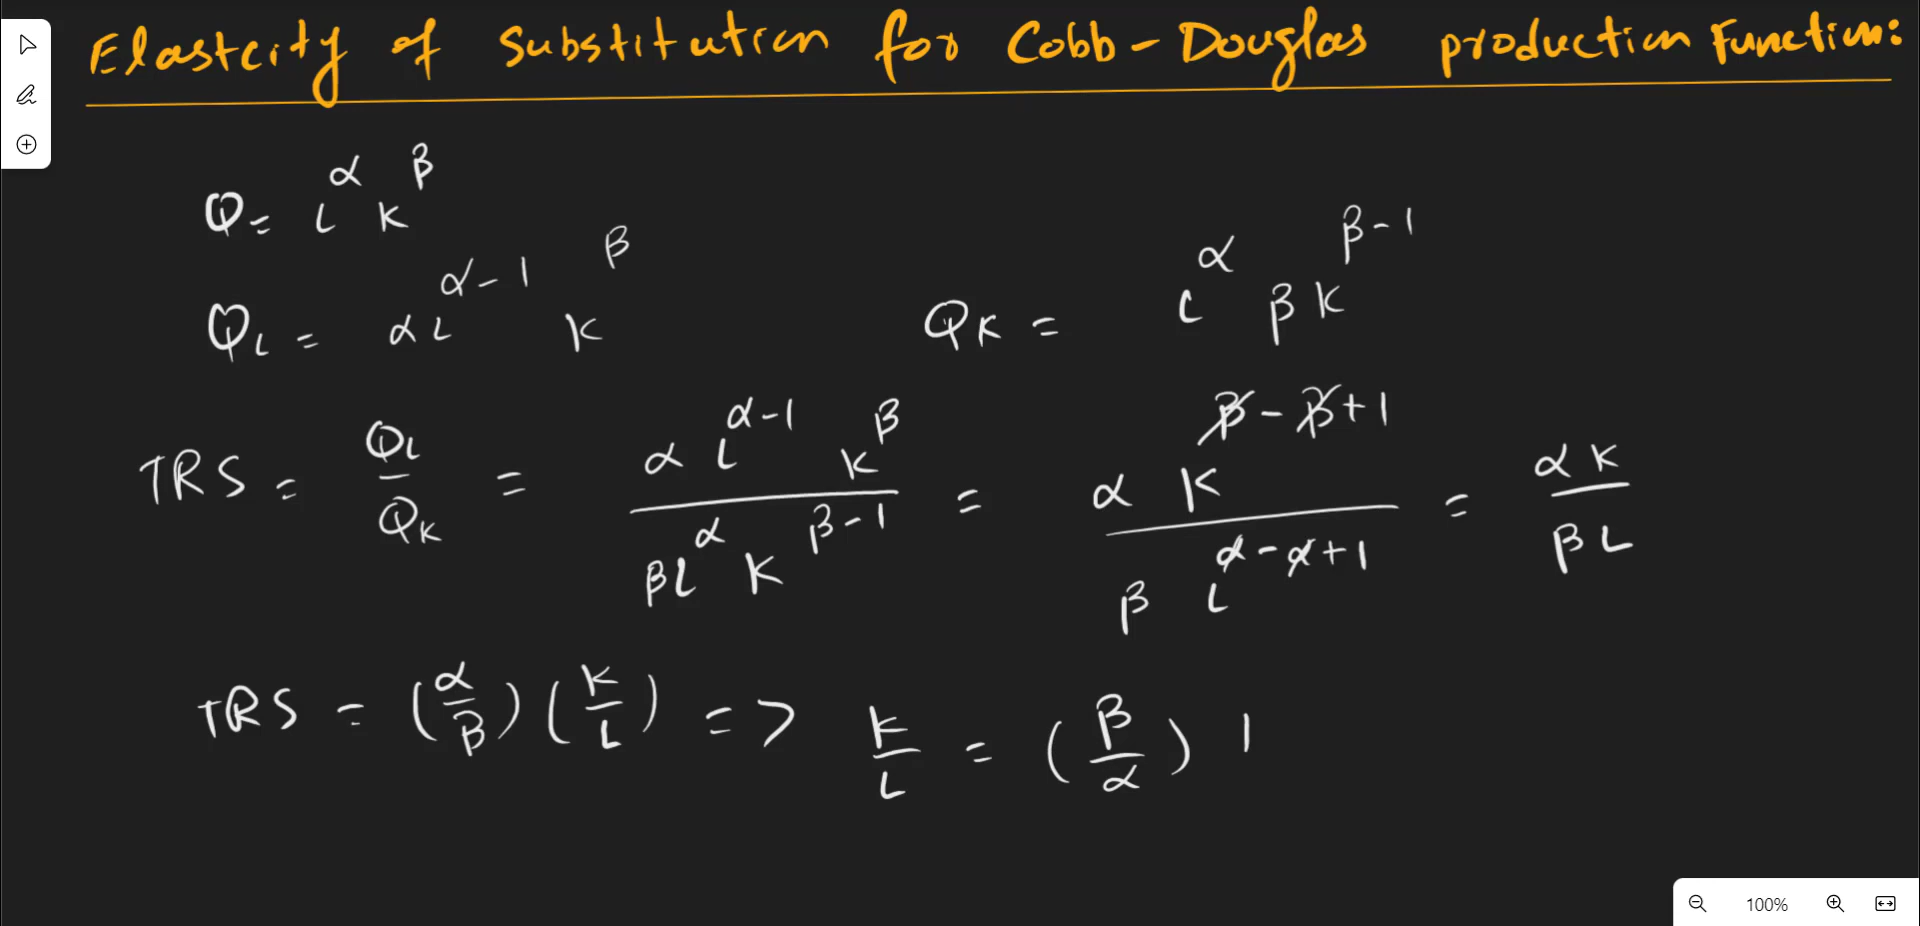 Elastcity of Substitution for Cobb-Douglas production Function:
Q = L^α K^β
Q_L = α L^(α-1) K^β    Q_K = L^α β K^(β-1)
TRS = Q_L / Q_K = (α L^(α-1) K^β) / (β L^α K^(β-1)) = (α K^(β-β+1)) / (β L^(α-α+1)) = αK / βL
TRS = (α/β)(K/L) => K/L = (β/α) |
100%